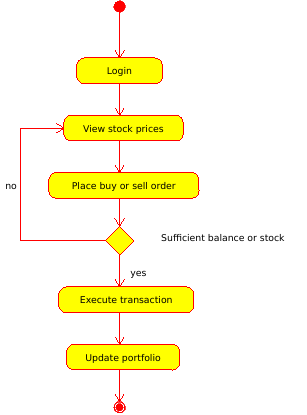 Login
View stock prices
no
Place buy or sell order
Sufficient balance or stock
yes
Execute transaction
Update portfolio